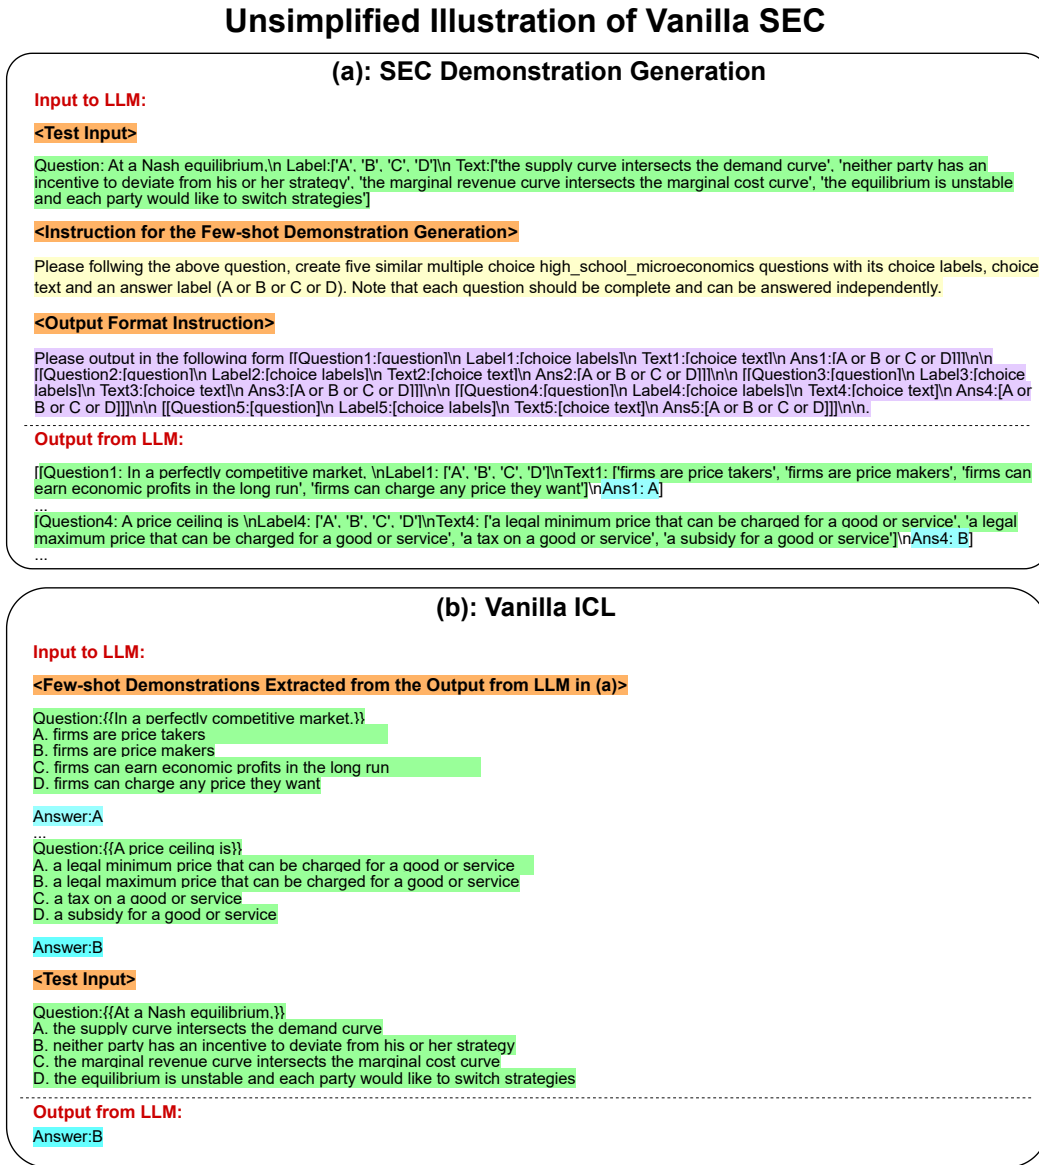 Unsimplified Illustration of Vanilla SEC
(a): SEC Demonstration Generation
Input to LLM:
<Test Input>
Question: At a Nash equilibrium,\n Label:['A', 'B', 'C', 'D']\n Text:['the supply curve intersects the demand curve', 'neither party has an
incentive to deviate from his or her strategy', 'the marginal revenue curve intersects the marginal cost curve', 'the equilibrium is unstable
and each party would like to switch strategies']
<Instruction for the Few-shot Demonstration Generation>
Please follwing the above question, create five similar multiple choice high_school_microeconomics questions with its choice labels, choice
text and an answer label (A or B or C or D). Note that each question should be complete and can be answered independently.
<Output Format Instruction>
Please output in the following form [[Question1:[question]\n Label1:[choice labels]\n Text1:[choice text]\n Ans1:[A or B or C or D]]]\n\n
[[Question2:[question]\n Label2:[choice labels]\n Text2:[choice text]\n Ans2:[A or B or C or D]]]\n\n [[Question3:[question]\n Label3:[choice
labels]\n Text3:[choice text]\n Ans3:[A or B or C or D]]]\n\n [[Question4:[question]\n Label4:[choice labels]\n Text4:[choice text]\n Ans4:[A or
B or C or D]]]\n\n [[Question5:[question]\n Label5:[choice labels]\n Text5:[choice text]\n Ans5:[A or B or C or D]]]\n\n.
Output from LLM:
[[Question1: In a perfectly competitive market, \nLabel1: ['A', 'B', 'C', 'D']\nText1: ['firms are price takers', 'firms are price makers', 'firms can
earn economic profits in the long run', 'firms can charge any price they want']\nAns1: A]
...
[Question4: A price ceiling is \nLabel4: ['A', 'B', 'C', 'D']\nText4: ['a legal minimum price that can be charged for a good or service', 'a legal
maximum price that can be charged for a good or service', 'a tax on a good or service', 'a subsidy for a good or service']\nAns4: B]
...
(b): Vanilla ICL
Input to LLM:
<Few-shot Demonstrations Extracted from the Output from LLM in (a)>
Question:{{In a perfectly competitive market,}}
A. firms are price takers
B. firms are price makers
C. firms can earn economic profits in the long run
D. firms can charge any price they want
Answer:A
...
Question:{{A price ceiling is}}
A. a legal minimum price that can be charged for a good or service
B. a legal maximum price that can be charged for a good or service
C. a tax on a good or service
D. a subsidy for a good or service
Answer:B
<Test Input>
Question:{{At a Nash equilibrium,}}
A. the supply curve intersects the demand curve
B. neither party has an incentive to deviate from his or her strategy
C. the marginal revenue curve intersects the marginal cost curve
D. the equilibrium is unstable and each party would like to switch strategies
Output from LLM:
Answer:B